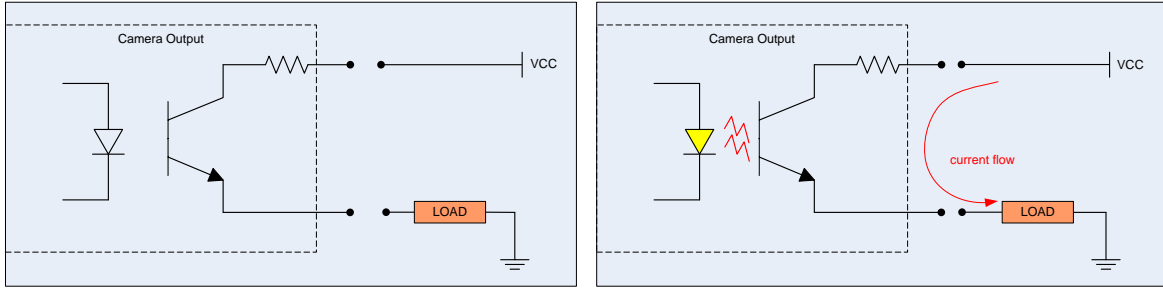 Camera Output
VCC
LOAD
Camera Output
VCC
current flow
LOAD